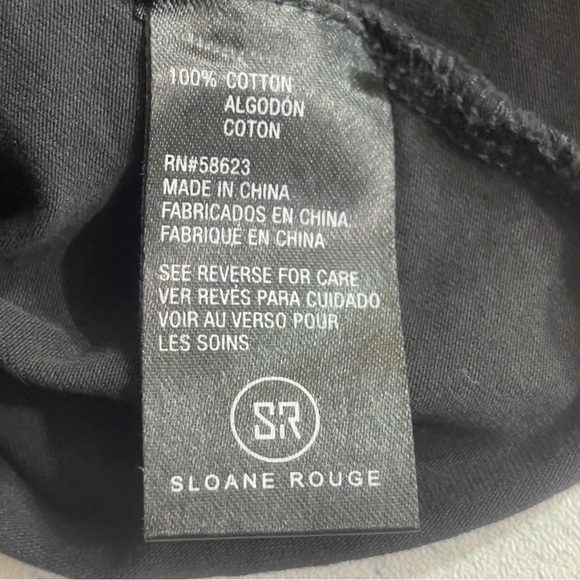 100% COTTON
ALGODÓN
COTON
RN#58623
MADE IN CHINA
FABRICADOS EN CHINA
FABRIQUÉ EN CHINA
SEE REVERSE FOR CARE
VER REVÉS PARA CUIDADO
VOIR AU VERSO POUR
LES SOINS
SR
SLOANE ROUGE